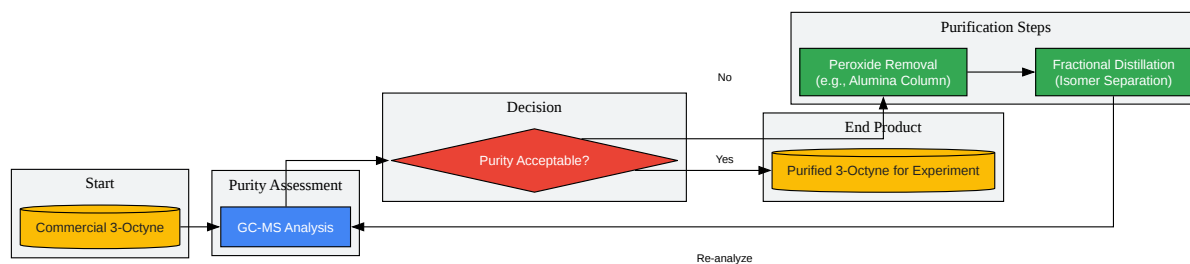 Start
Commercial 3-Octyne
Purity Assessment
GC-MS Analysis
Decision
Purity Acceptable?
No
Yes
Purification Steps
Peroxide Removal
(e.g., Alumina Column)
Fractional Distillation
(Isomer Separation)
End Product
Purified 3-Octyne for Experiment
Re-analyze